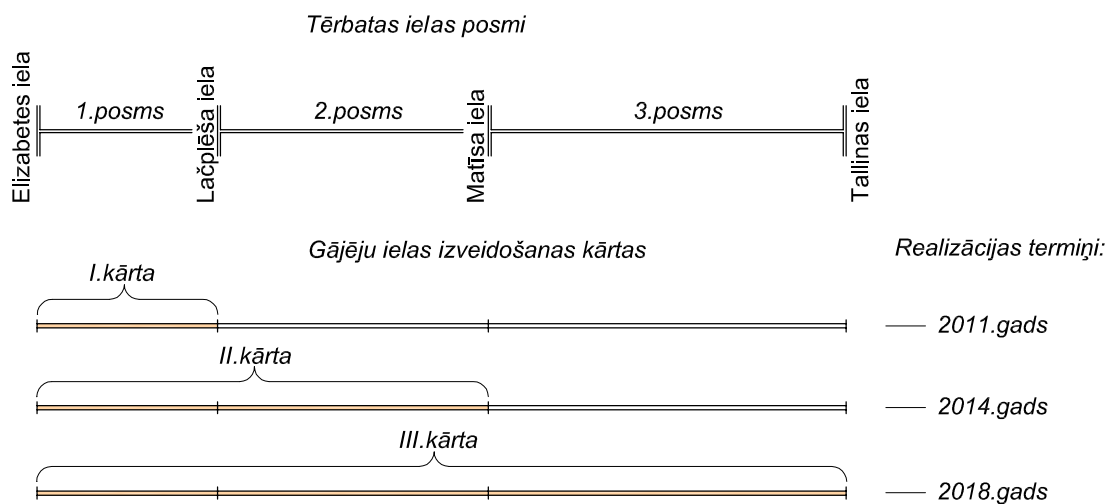 Tērbatas ielas posmi
Elizabetes iela
1.posms
Lačplēša iela
2.posms
Matīsa iela
3.posms
Tallinas iela
Gājēju ielas izveidošanas kārtas
Realizācijas termiņi:
I.kārta
2011.gads
II.kārta
2014.gads
III.kārta
2018.gads